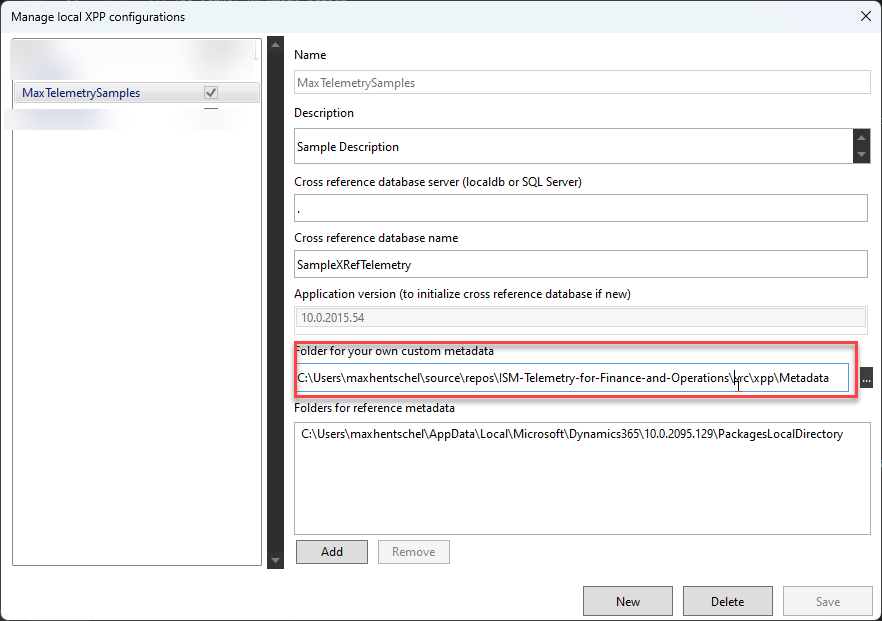 Manage local XPP configurations
MaxTelemetrySamples
Name
MaxTelemetrySamples
Description
Sample Description
Cross reference database server (localdb or SQL Server)
.
Cross reference database name
SampleXRefTelemetry
Application version (to initialize cross reference database if new)
10.0.2015.54
Folder for your own custom metadata
C:\Users\maxhentschel\source\repos\ISM-Telemetry-for-Finance-and-Operations\src\xpp\Metadata
...
Folders for reference metadata
C:\Users\maxhentschel\AppData\Local\Microsoft\Dynamics365\10.0.2095.129\PackagesLocalDirectory
Add Remove
New Delete Save